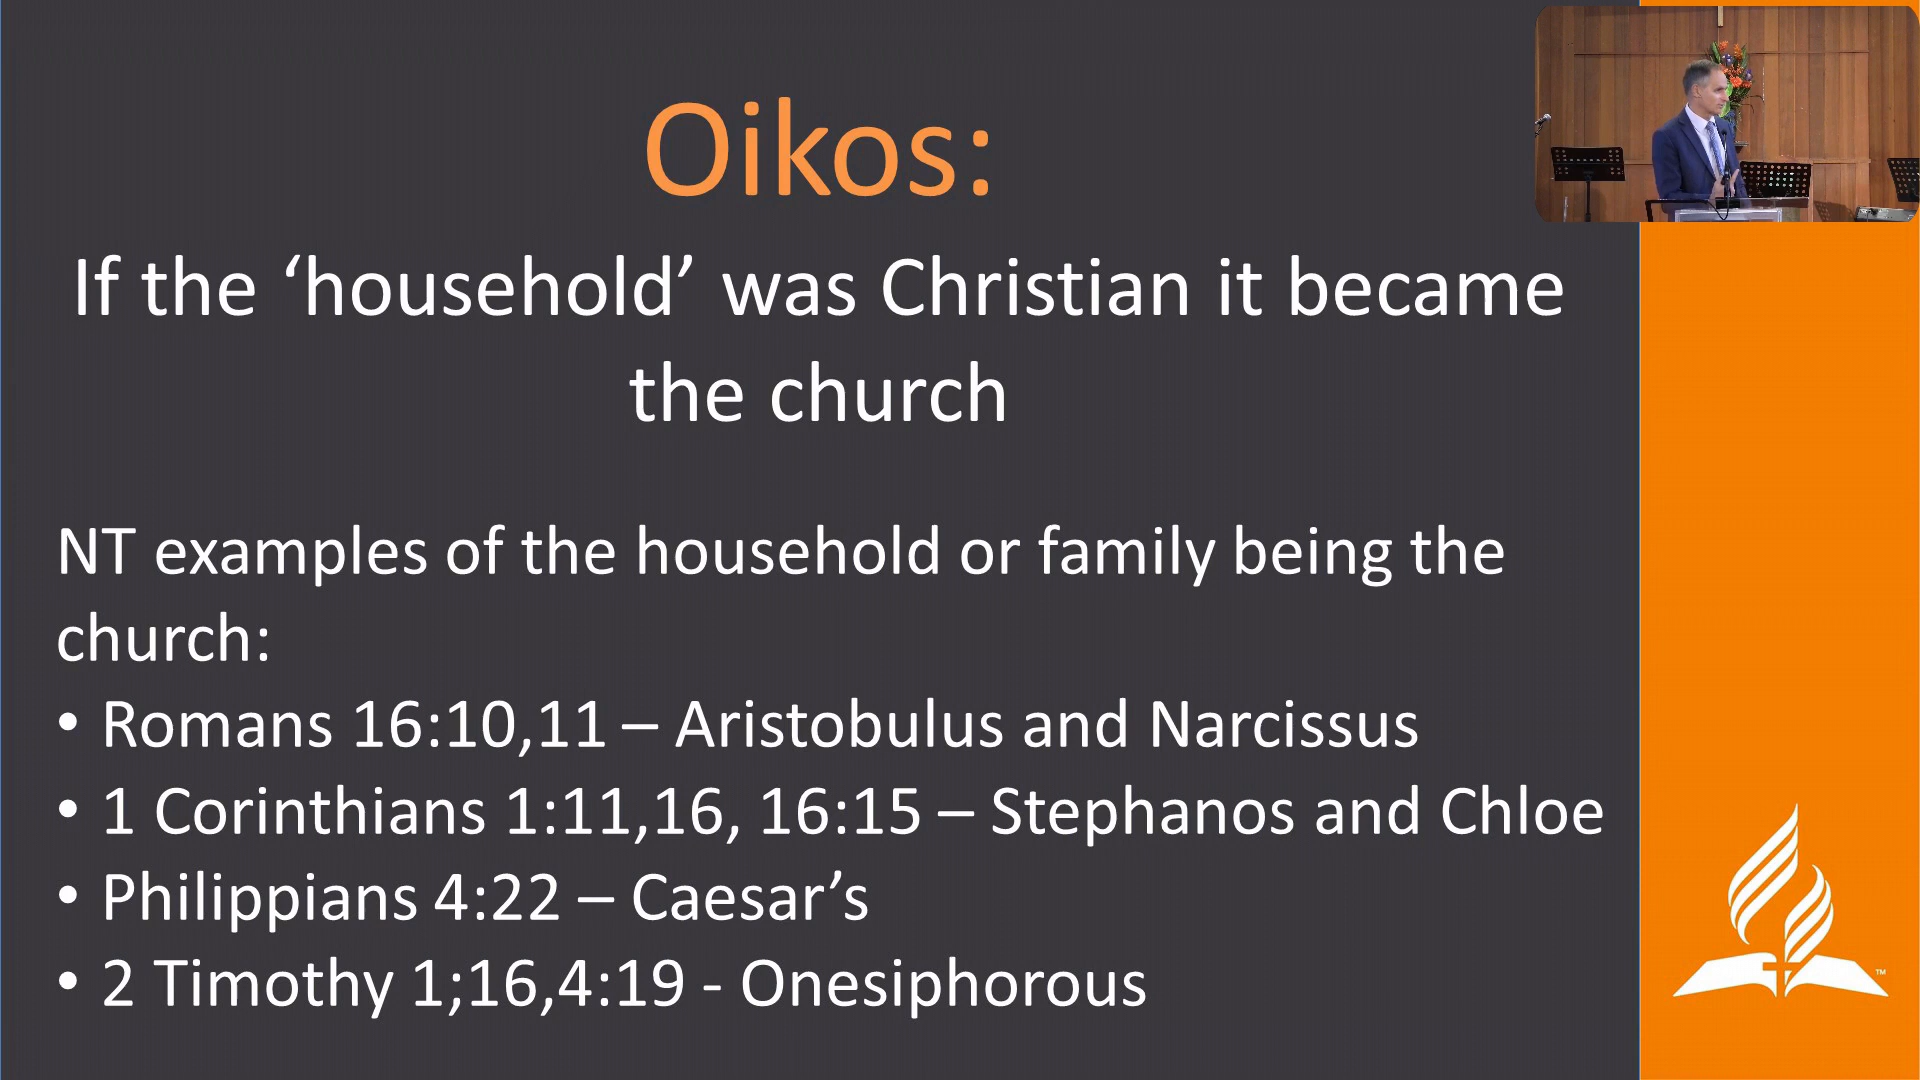 Oikos:
If the ‘household’ was Christian it became
the church
NT examples of the household or family being the
church:
• Romans 16:10,11 – Aristobulus and Narcissus
• 1 Corinthians 1:11,16, 16:15 – Stephanos and Chloe
• Philippians 4:22 – Caesar’s
• 2 Timothy 1;16,4:19 - Onesiphorous
™